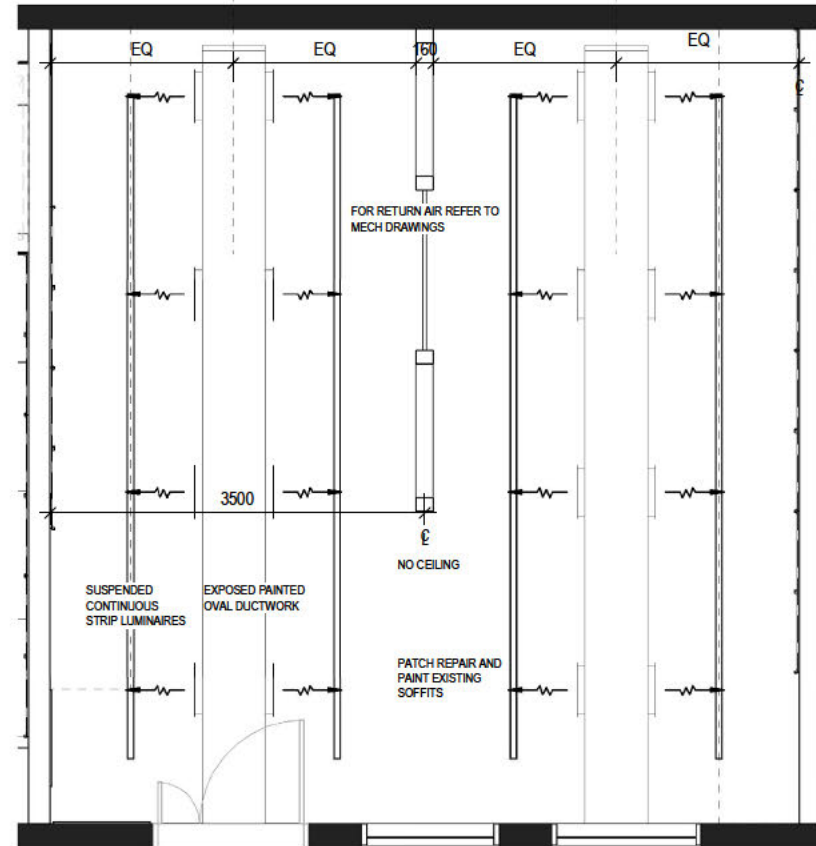 EQ
EQ
160
EQ
EQ
℄
FOR RETURN AIR REFER TO
MECH DRAWINGS
3500
℄
NO CEILING
SUSPENDED
CONTINUOUS
STRIP LUMINAIRES
EXPOSED PAINTED
OVAL DUCTWORK
PATCH REPAIR AND
PAINT EXISTING
SOFFITS